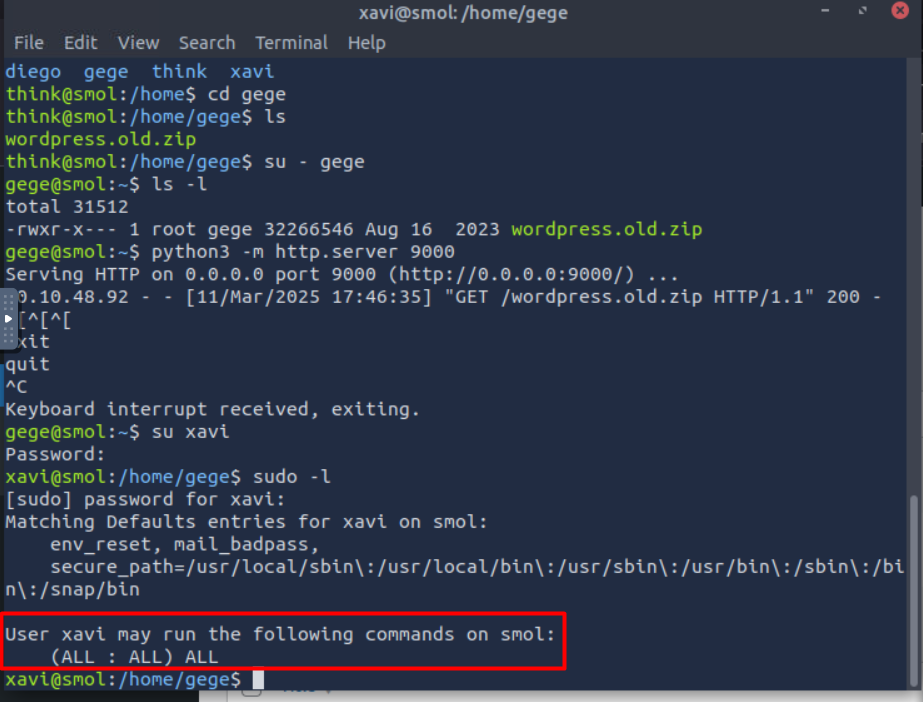 xavi@smol: /home/gege
File Edit View Search Terminal Help
diego gege think xavi
think@smol:/home$ cd gege
think@smol:/home/gege$ ls
wordpress.old.zip
think@smol:/home/gege$ su - gege
gege@smol:~$ ls -l
total 31512
-rwxr-x--- 1 root gege 32266546 Aug 16  2023 wordpress.old.zip
gege@smol:~$ python3 -m http.server 9000
Serving HTTP on 0.0.0.0 port 9000 (http://0.0.0.0:9000/) ...
0.10.48.92 - - [11/Mar/2025 17:46:35] "GET /wordpress.old.zip HTTP/1.1" 200 -
[^[^[
xit
quit
^C
Keyboard interrupt received, exiting.
gege@smol:~$ su xavi
Password:
xavi@smol:/home/gege$ sudo -l
[sudo] password for xavi:
Matching Defaults entries for xavi on smol:
env_reset, mail_badpass,
secure_path=/usr/local/sbin\:/usr/local/bin\:/usr/sbin\:/usr/bin\:/sbin\:/bi
n\:/snap/bin
User xavi may run the following commands on smol:
(ALL : ALL) ALL
xavi@smol:/home/gege$